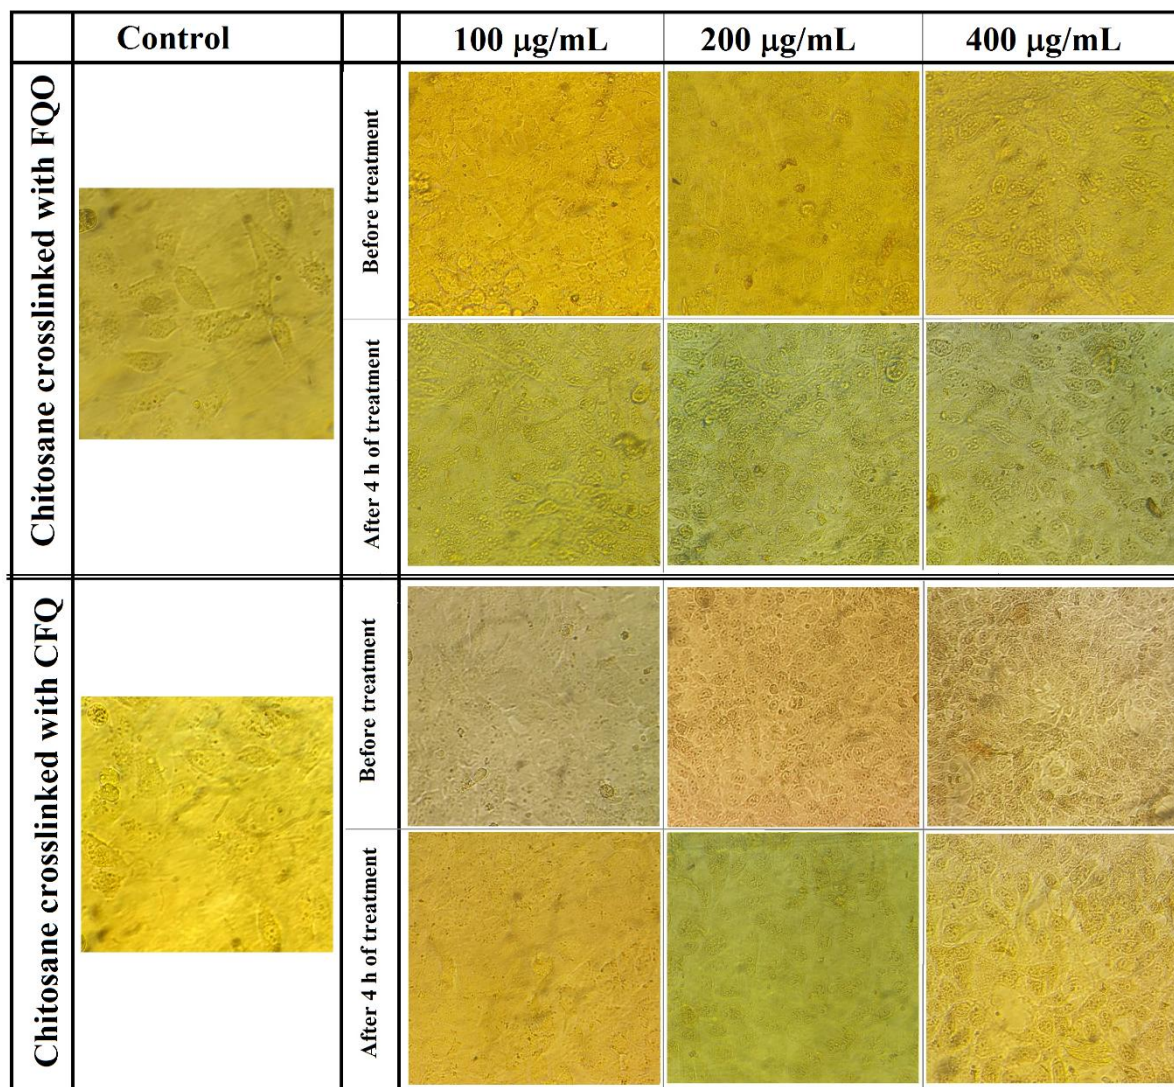 Control
100 μg/mL
200 μg/mL
400 μg/mL
Chitosane crosslinked with FQO
Before treatment
After 4 h of treatment
Chitosane crosslinked with CFQ
Before treatment
After 4 h of treatment